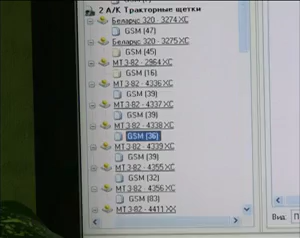 2 А/К Тракторные щетки
Беларус 320 - 3274 ХС
GSM (47)
Беларус 320 - 3275 ХС
GSM (45)
МТЗ-82 - 2964 ХС
GSM (16)
МТЗ-82 - 4336 ХС
GSM (39)
МТЗ-82 - 4337 ХС
GSM (39)
МТЗ-82 - 4338 ХС
GSM (36)
МТЗ-82 - 4339 ХС
GSM (39)
МТЗ-82 - 4355 ХС
GSM (32)
МТЗ-82 - 4356 ХС
GSM (83)
МТЗ-82 - 4411 ХХ
Вид: П